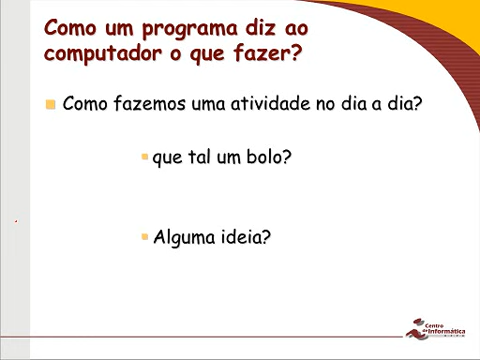 Como um programa diz ao
computador o que fazer?
Como fazemos uma atividade no dia a dia?
que tal um bolo?
Alguma ideia?
Centro
de Informática